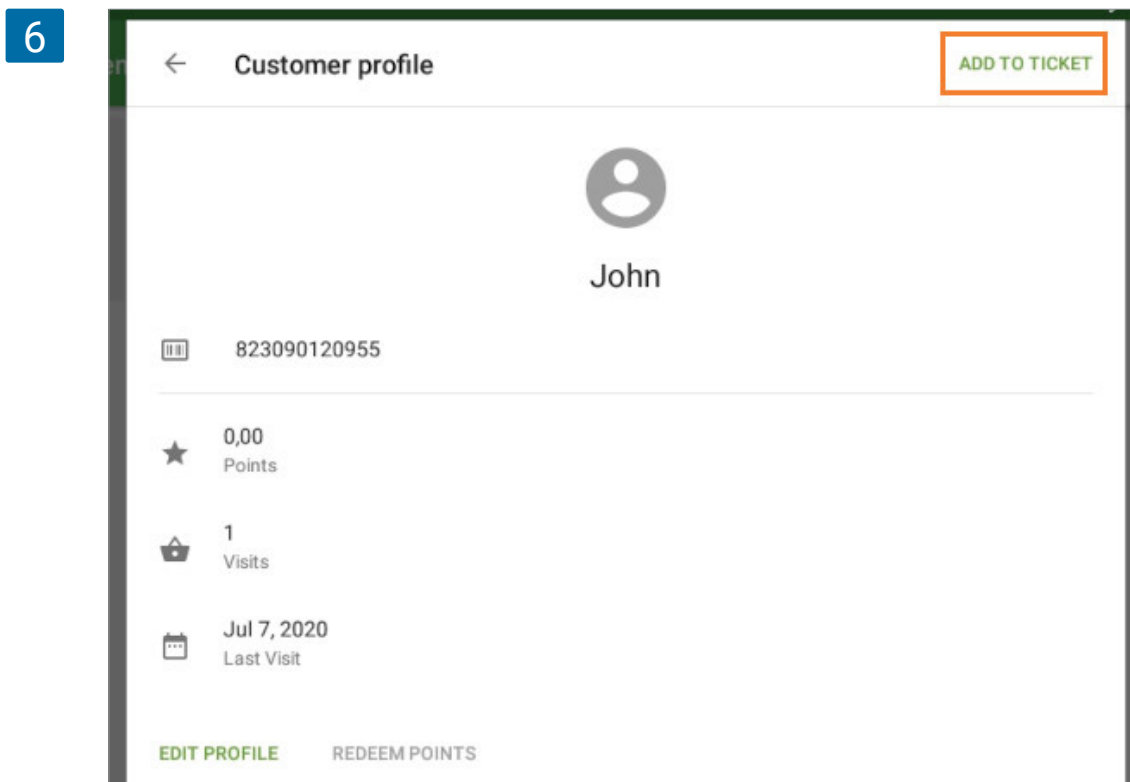 6
Customer profile
ADD TO TICKET
John
823090120955
0,00
Points
1
Visits
Jul 7, 2020
Last Visit
EDIT PROFILE
REDEEM POINTS